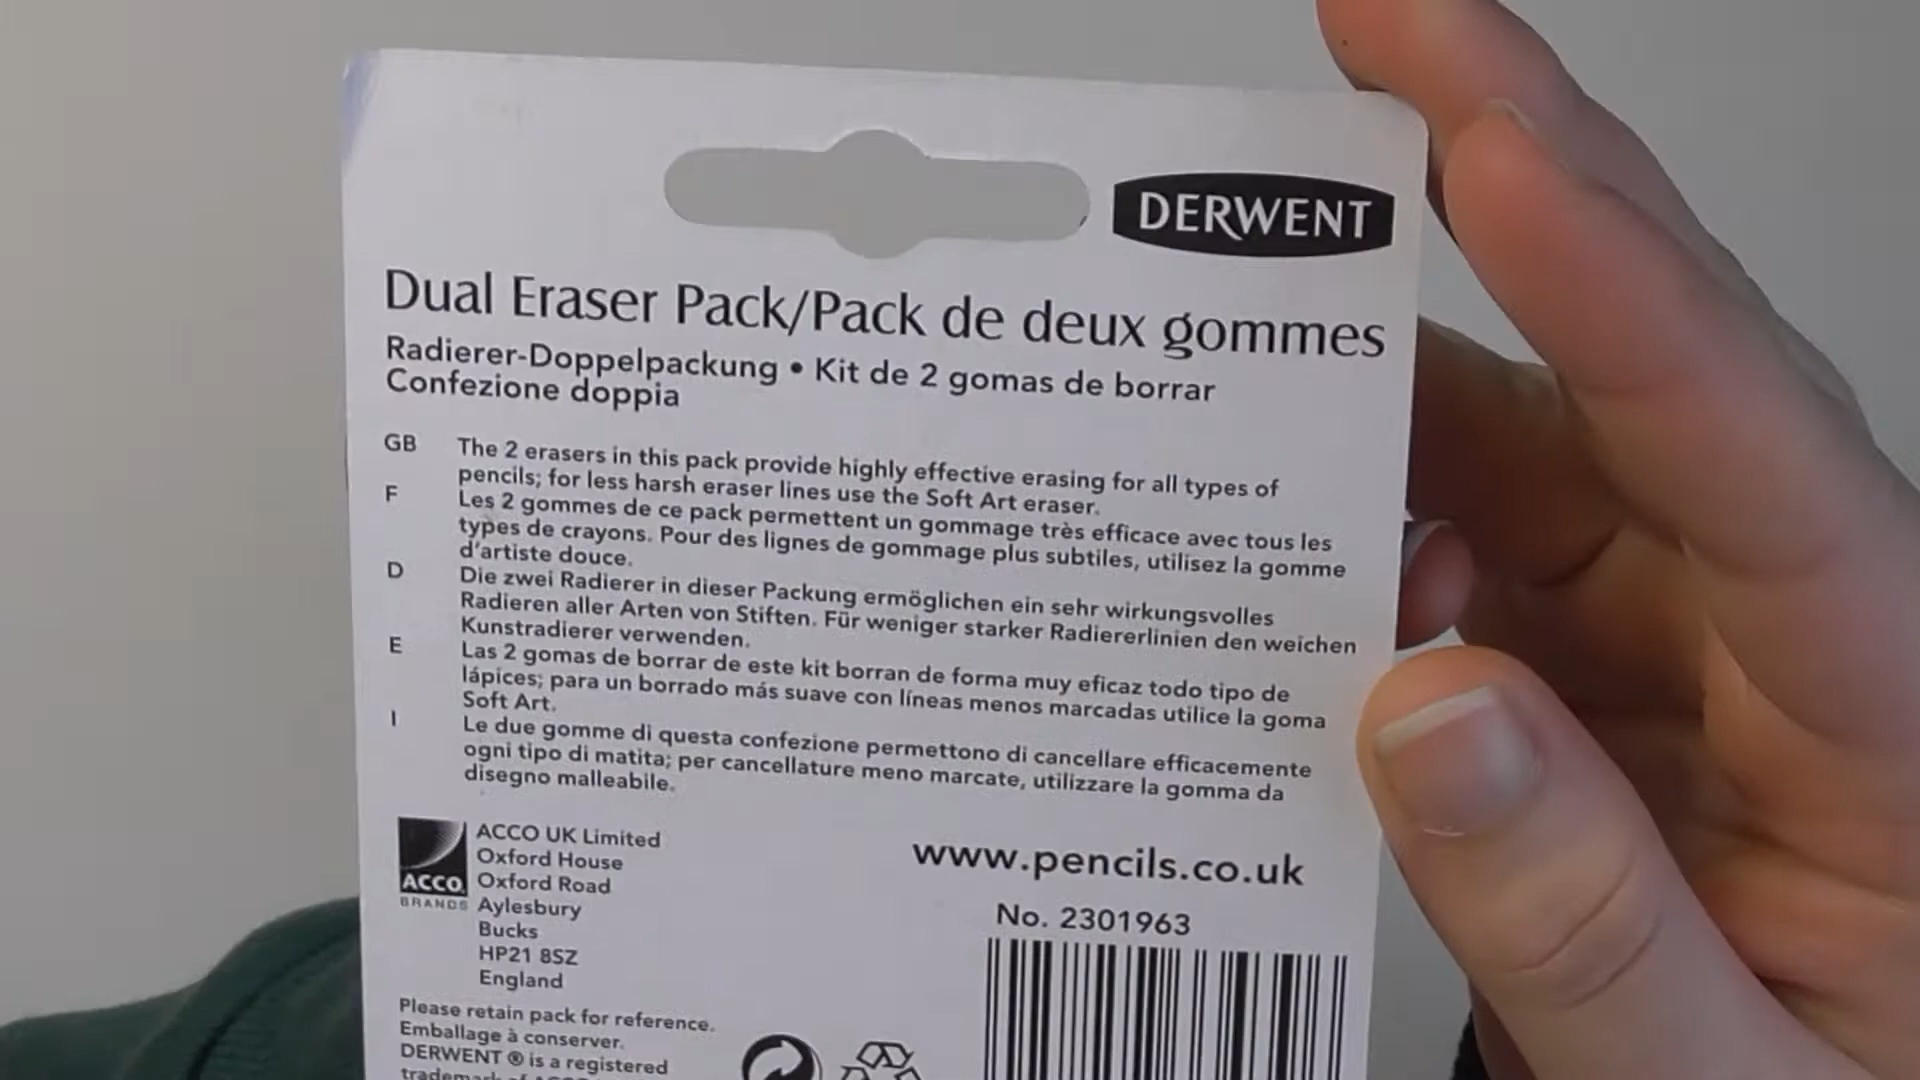 DERWENT
Dual Eraser Pack/Pack de deux gommes
Radierer-Doppelpackung • Kit de 2 gomas de borrar
Confezione doppia
GB The 2 erasers in this pack provide highly effective erasing for all types of
pencils; for less harsh eraser lines use the Soft Art eraser.
F Les 2 gommes de ce pack permettent un gommage très efficace avec tous les
types de crayons. Pour des lignes de gommage plus subtiles, utilisez la gomme
d'artiste douce.
D Die zwei Radierer in dieser Packung ermöglichen ein sehr wirkungsvolles
Radieren aller Arten von Stiften. Für weniger starker Radiererlinien den weichen
Kunstradierer verwenden.
E Las 2 gomas de borrar de este kit borran de forma muy eficaz todo tipo de
lápices; para un borrado más suave con líneas menos marcadas utilice la goma
Soft Art.
I Le due gomme di questa confezione permettono di cancellare efficacemente
ogni tipo di matita; per cancellature meno marcate, utilizzare la gomma da
disegno malleabile.
ACCO
BRANDS
ACCO UK Limited
Oxford House
Oxford Road
Aylesbury
Bucks
HP21 8SZ
England
www.pencils.co.uk
No. 2301963
Please retain pack for reference.
Emballage à conserver.
DERWENT ® is a registered
trademark of